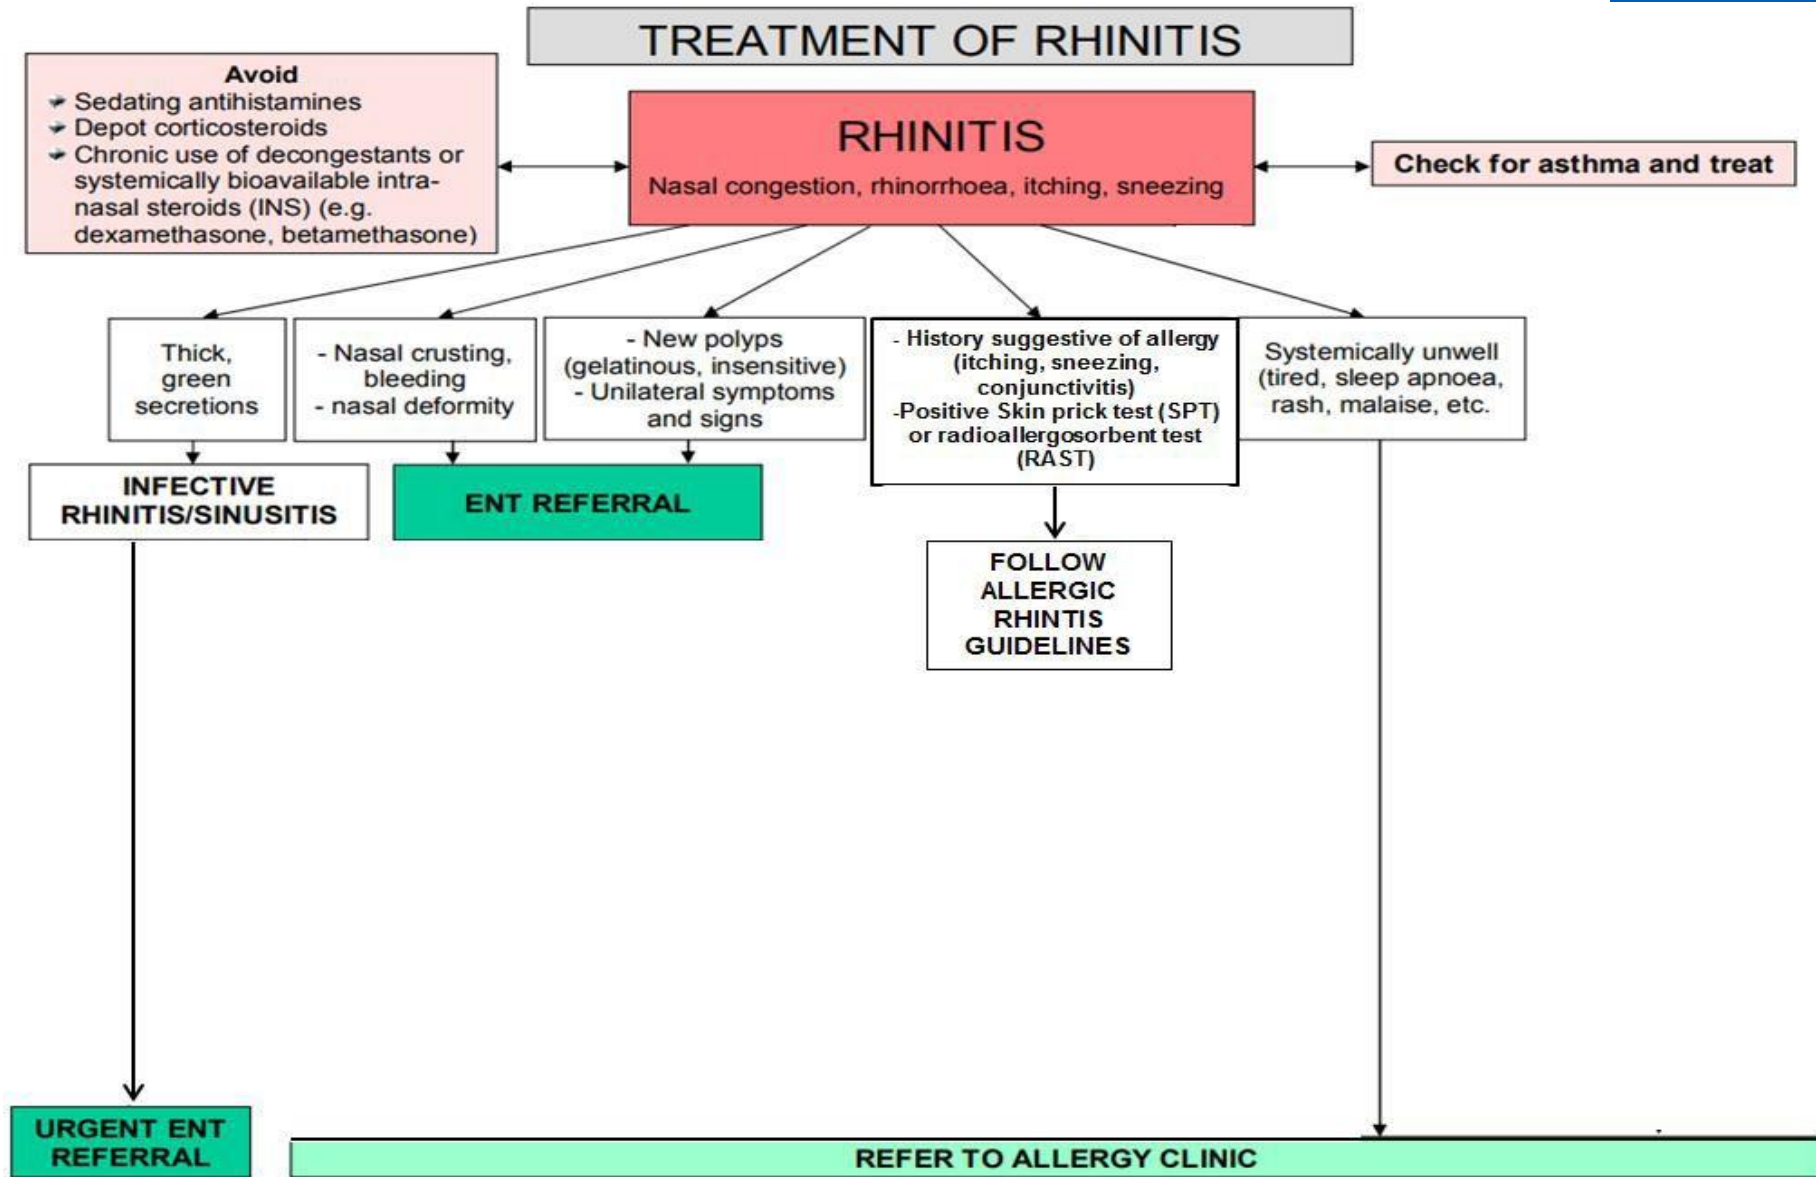 TREATMENT OF RHINITIS
Avoid
Sedating antihistamines
Depot corticosteroids
Chronic use of decongestants or
systemically bioavailable intra-
nasal steroids (INS) (e.g.
dexamethasone, betamethasone)
RHINITIS
Nasal congestion, rhinorrhoea, itching, sneezing
Check for asthma and treat
Thick,
green
secretions
- Nasal crusting,
bleeding
- nasal deformity
- New polyps
(gelatinous, insensitive)
- Unilateral symptoms
and signs
- History suggestive of allergy
(itching, sneezing,
conjunctivitis)
-Positive Skin prick test (SPT)
or radioallergosorbent test
(RAST)
Systemically unwell
(tired, sleep apnoea,
rash, malaise, etc.
INFECTIVE
RHINITIS/SINUSITIS
ENT REFERRAL
FOLLOW
ALLERGIC
RHINTIS
GUIDELINES
URGENT ENT
REFERRAL
REFER TO ALLERGY CLINIC